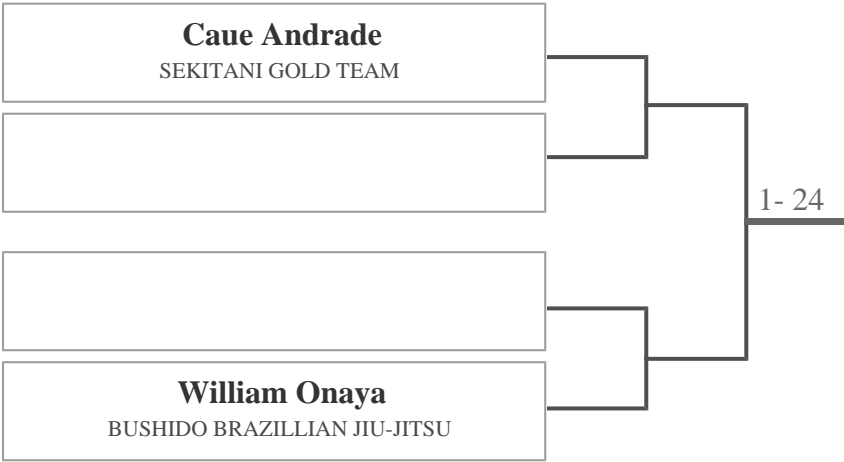 Caue Andrade
SEKITANI GOLD TEAM
1- 24
William Onaya
BUSHIDO BRAZILLIAN JIU-JITSU